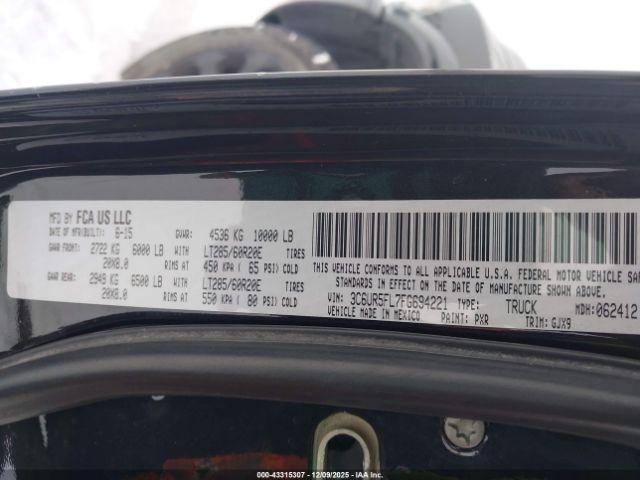 MFD BY FCA US LLC
DATE OF MFR(BUILT): 6-15 GVWR: 4536 KG 10000 LB
GAWR FRONT: 2722 KG 6000 LB WITH LT285/60R20E TIRES
20X8.0 RIMS AT 450 KPA ( 65 PSI) COLD
GAWR REAR: 2949 KG 6500 LB WITH LT285/60R20E TIRES
20X8.0 RIMS AT 550 KPA ( 80 PSI) COLD
THIS VEHICLE CONFORMS TO ALL APPLICABLE U.S.A. FEDERAL MOTOR VEHICLE
STANDARDS IN EFFECT ON THE DATE OF MANUFACTURE SHOWN ABOVE.
VIN: 3C6UR5FL7FG694221 TYPE: TRUCK MDH:062412
VEHICLE MADE IN MEXICO PAINT: PXR TRIM: GJX9
000-43315307 - 12/09/2025 - IAAI.com